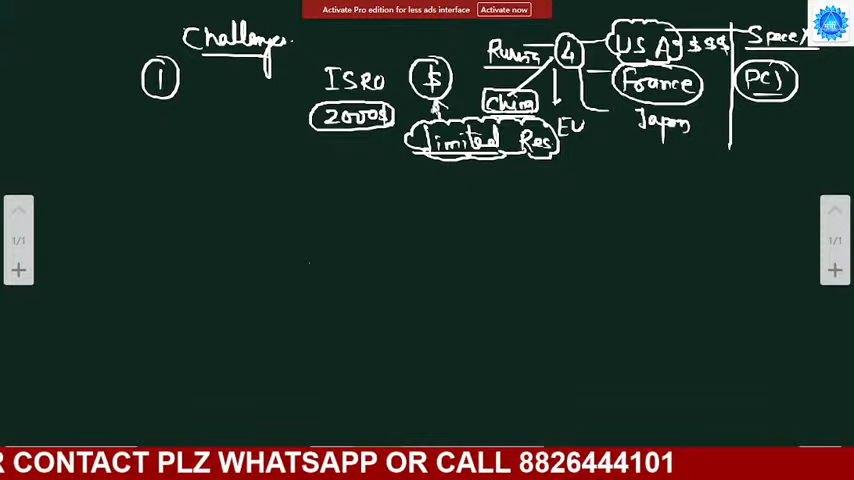 Activate Pro edition for less ads interface Activate now
Challenges
Russia 4 USA $$$ SpaceX
1 ISRO $ China France PCS
2000$ Limited Res EU Japan
1/1 1/1
R CONTACT PLZ WHATSAPP OR CALL 8826444101